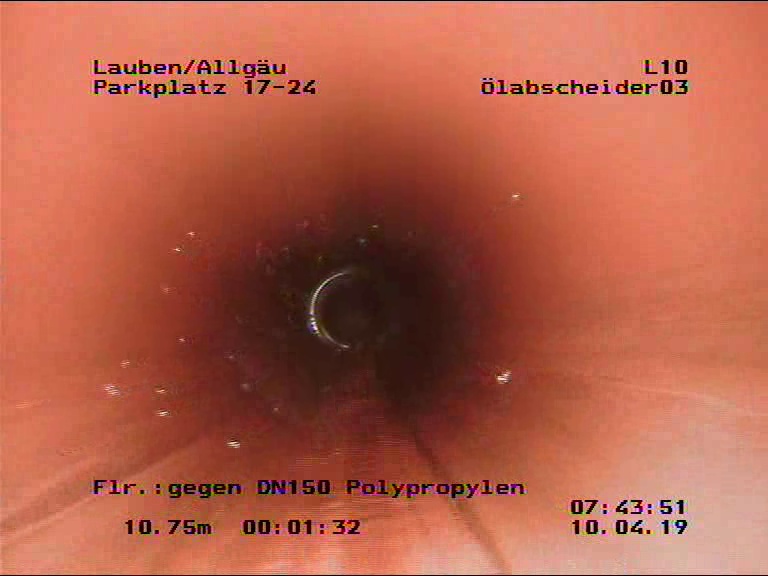 Lauben/Allgäu L10
Parkplatz 17-24 Ölabscheider03
Flr.:gegen DN150 Polypropylen
07:43:51
10.75m 00:01:32 10.04.19